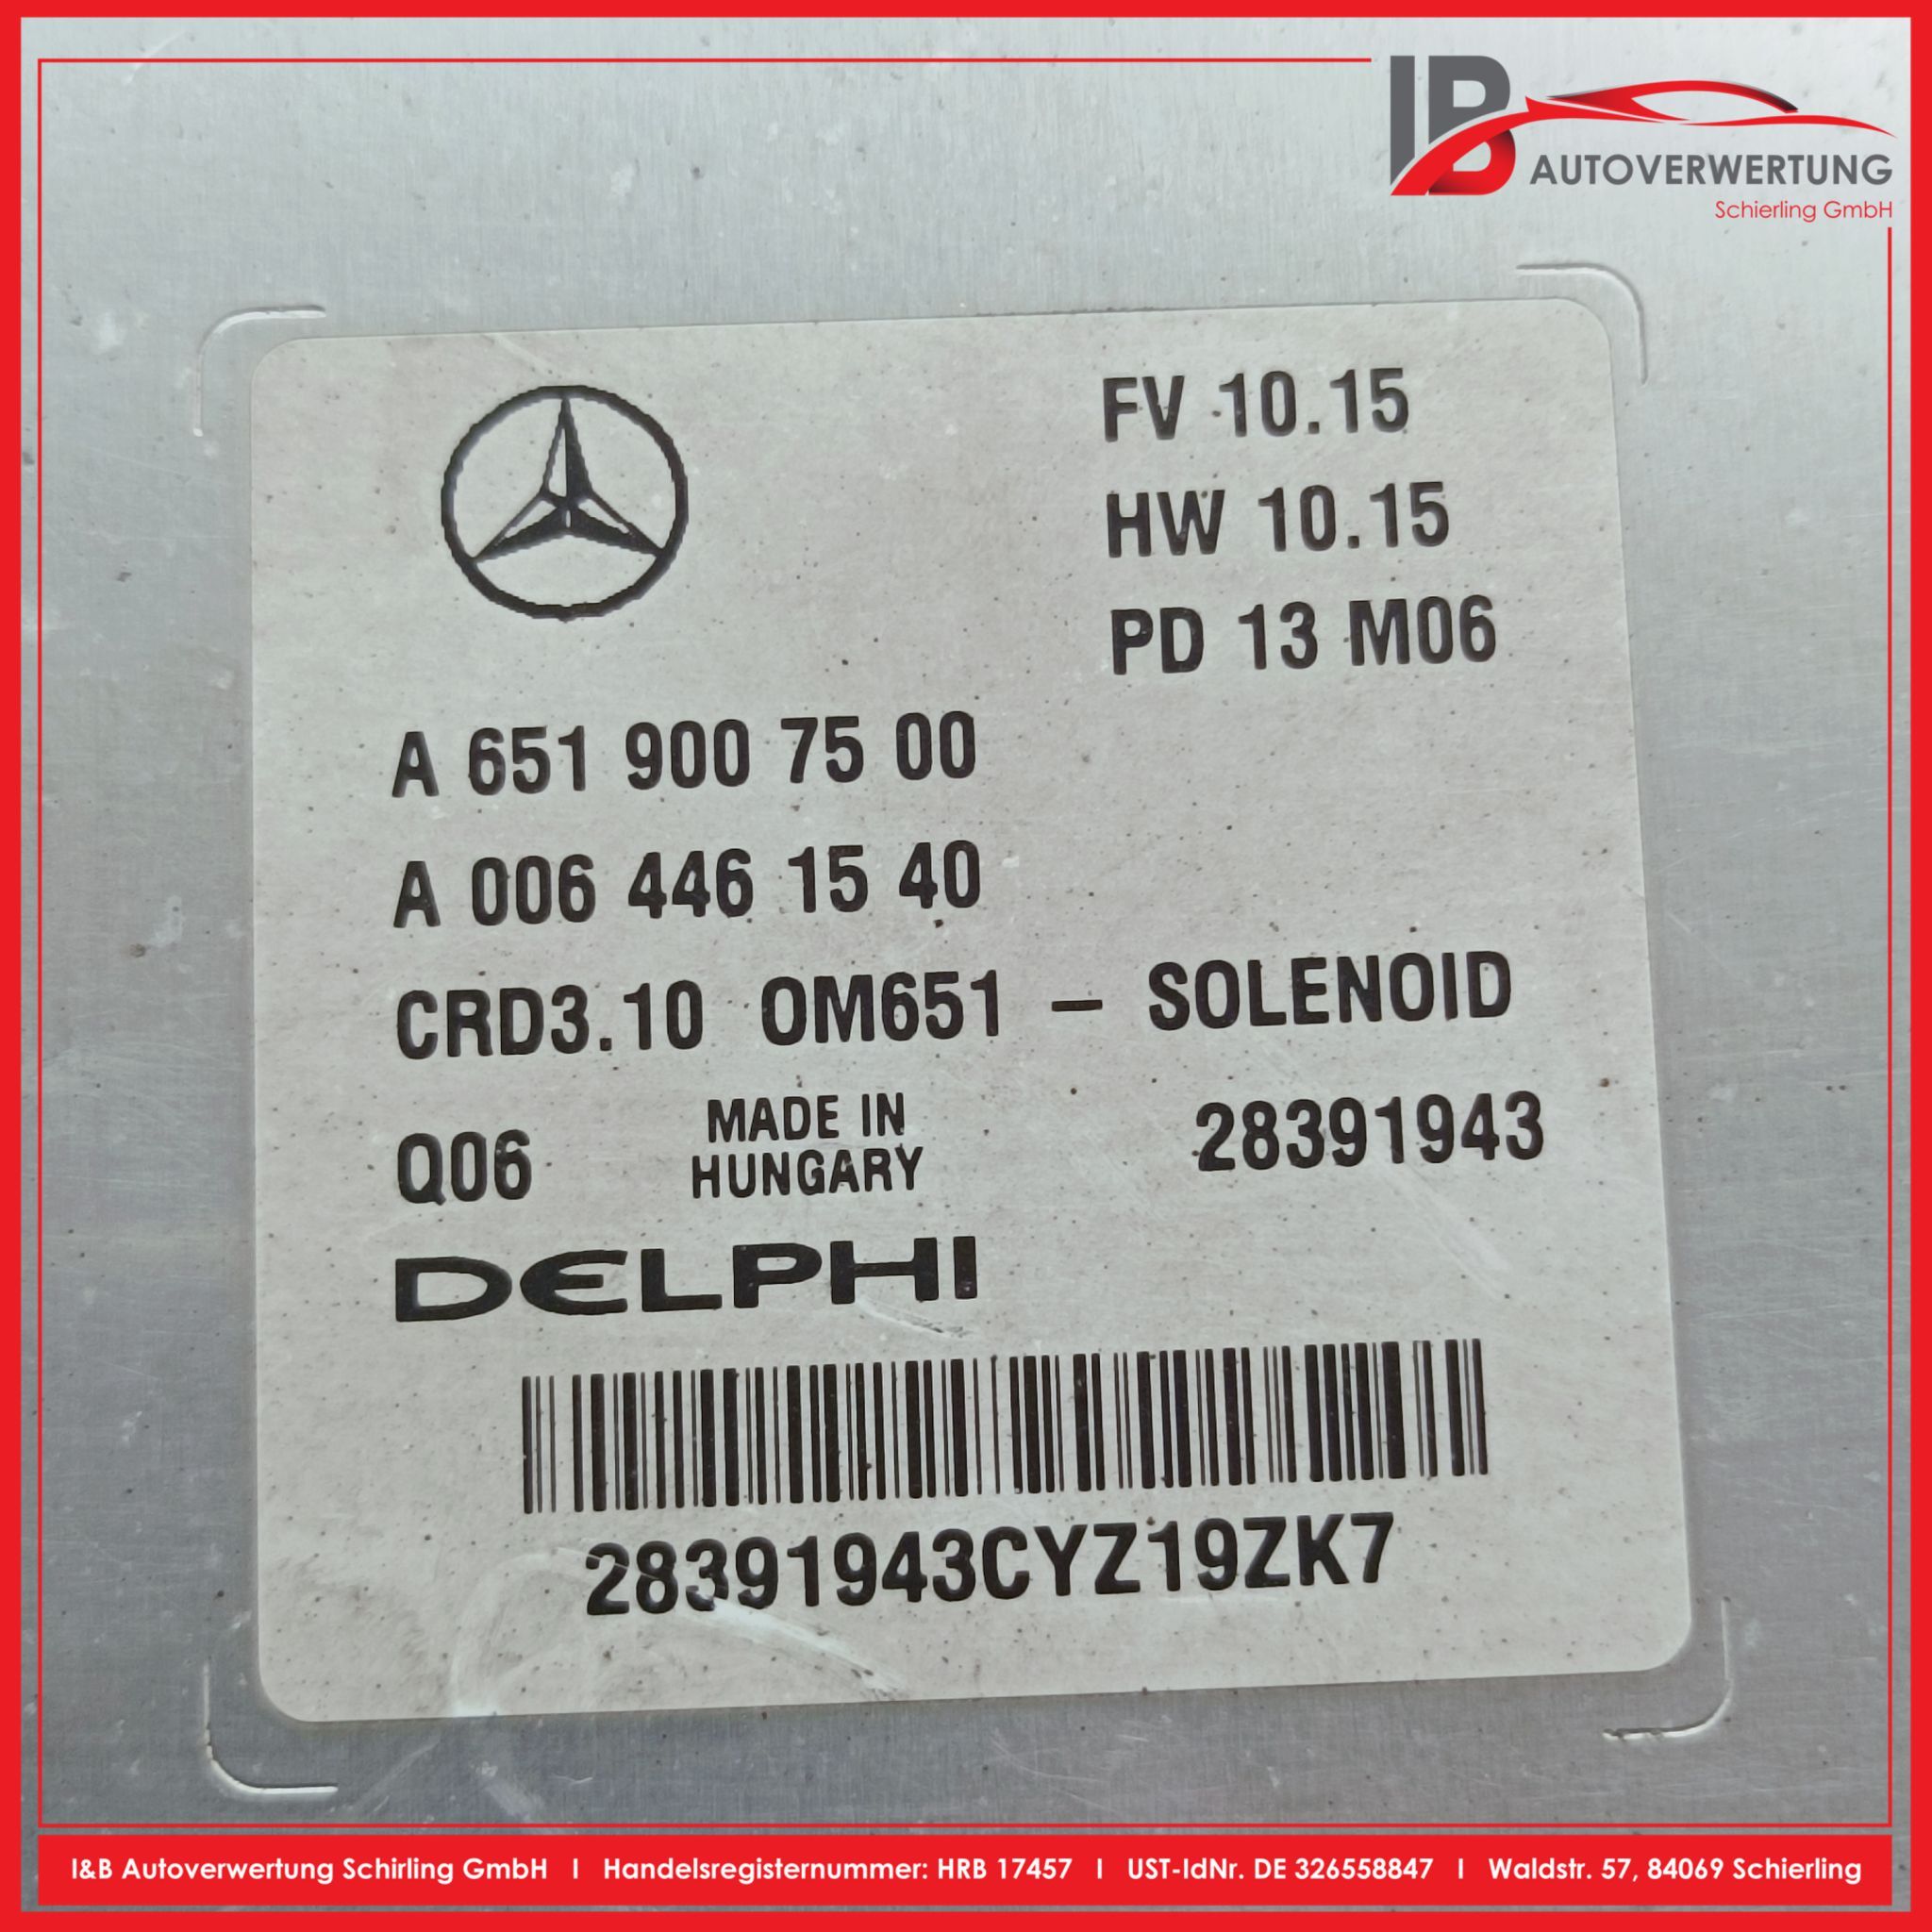 IB
AUTOVERWERTUNG
Schierling GmbH
FV 10.15
HW 10.15
PD 13 M06
A 651 900 75 00
A 006 446 15 40
CRD3.10 OM651 – SOLENOID
Q06 MADE IN HUNGARY 28391943
DELPHI
28391943CYZ19ZK7
I&B Autoverwertung Schirling GmbH I Handelsregisternummer: HRB 17457 I UST-IdNr. DE 326558847 I Waldstr. 57, 84069 Schierling